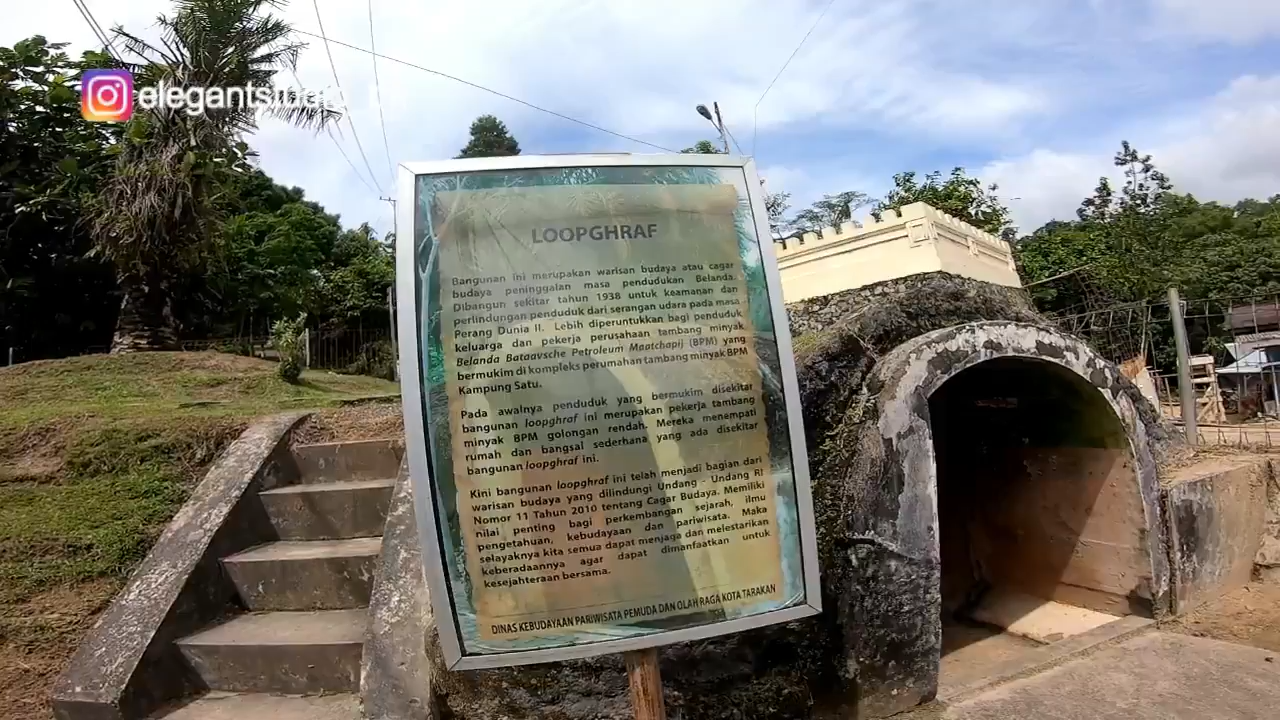 elegantsi
LOOPGHRAF
Bangunan ini merupakan warisan budaya atau cagar
budaya peninggalan masa pendudukan Belanda.
Dibangun sekitar tahun 1938 untuk keamanan dan
perlindungan penduduk dari serangan udara pada masa
Perang Dunia II. Lebih diperuntukkan bagi penduduk
keluarga dan pekerja perusahan tambang minyak
Belanda Bataavsche Petroleum Maatchapij (BPM) yang
bermukim di kompleks perumahan tambang minyak BPM
Kampung Satu.
Pada awalnya penduduk yang bermukim disekitar
bangunan loopghraf ini merupakan pekerja tambang
minyak BPM golongan rendah. Mereka menempati
rumah dan bangsal sederhana yang ada disekitar
bangunan loopghraf ini.
Kini bangunan loopghraf ini telah menjadi bagian dari
warisan budaya yang dilindungi Undang - Undang RI
Nomor 11 Tahun 2010 tentang Cagar Budaya. Memiliki
nilai penting bagi perkembangan sejarah, ilmu
pengetahuan, kebudayaan dan pariwisata. Maka
selayaknya kita semua dapat menjaga dan melestarikan
keberadaannya agar dapat dimanfaatkan untuk
kesejahteraan bersama.
DINAS KEBUDAYAAN PARIWISATA PEMUDA DAN OLAH RAGA KOTA TARAKAN